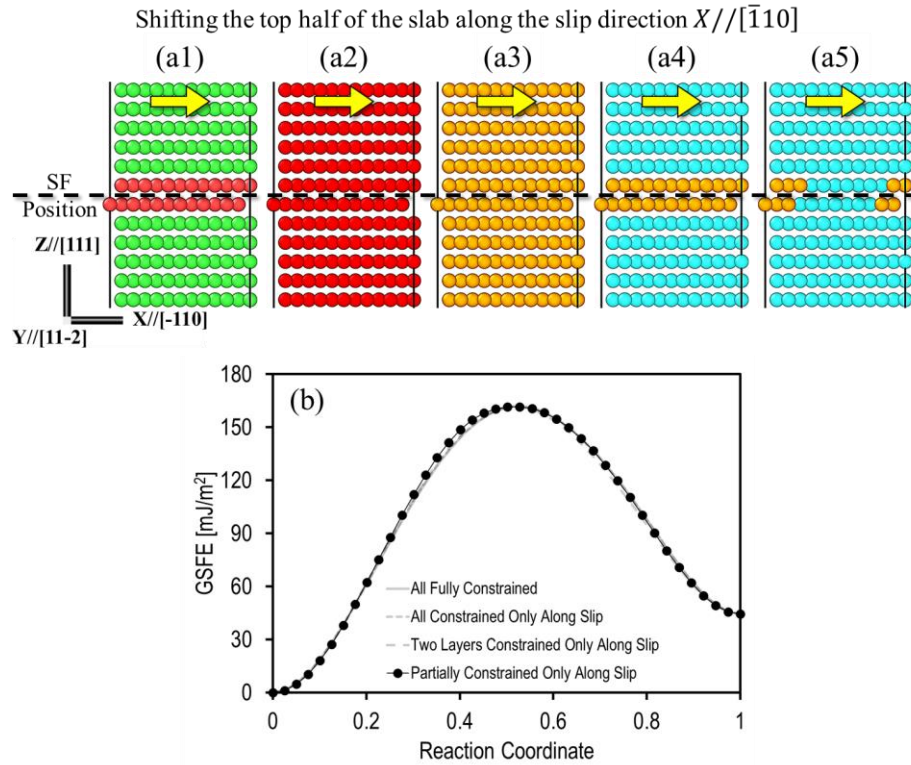 Shifting the top half of the slab along the slip direction X//[1̄10]
(a1) (a2) (a3) (a4) (a5)
SF
Position
Z//[111]
X//[-110]
Y//[11-2]
(b)
GSFE [mJ/m²]
180
150
120
90
60
30
0
All Fully Constrained
All Constrained Only Along Slip
Two Layers Constrained Only Along Slip
Partially Constrained Only Along Slip
0 0.2 0.4 0.6 0.8 1
Reaction Coordinate